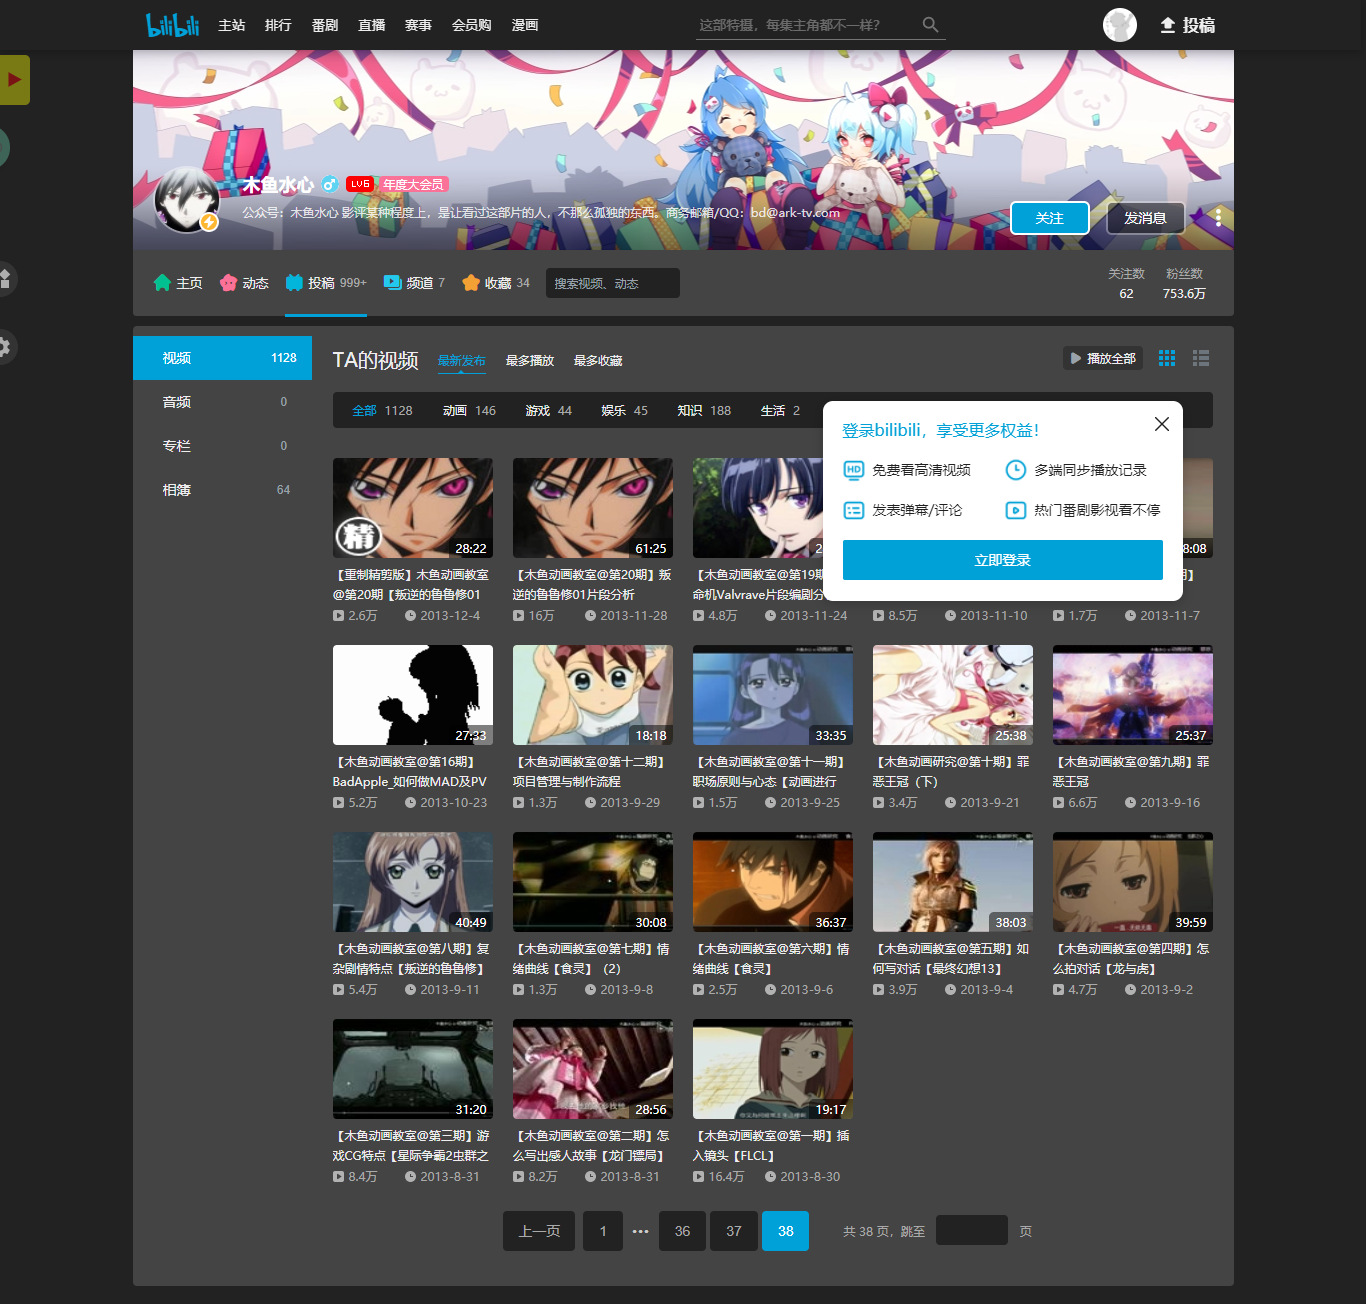 bilibili 主站 排行 番剧 直播 赛事 会员购 漫画 这部特摄，每集主角都不一样? 投稿
木鱼水心 LV6 年度大会员
公众号：木鱼水心 影评某种程度上，是让看过这部片的人，不那么孤独的东西。商务邮箱/QQ：bd@ark-tv.com 关注 发消息
主页 动态 投稿 999+ 频道 7 收藏 34 搜索视频、动态 关注数 粉丝数
62 753.6万
视频 1128
音频 0
专栏 0
相簿 64
TA的视频 最新发布 最多播放 最多收藏 播放全部
全部 1128 动画 146 游戏 44 娱乐 45 知识 188 生活 2
登录bilibili，享受更多权益！
HD 免费看高清视频 多端同步播放记录
发表弹幕/评论 热门番剧影视看不停
立即登录
精 28:22 61:25 2 8:08
【重制精剪版】木鱼动画教室 【木鱼动画教室@第20期】叛 【木鱼动画教室@第19期 期】
@第20期【叛逆的鲁鲁修01 逆的鲁鲁修01片段分析 命机Valvrave片段编剧分
2.6万 2013-12-4 16万 2013-11-28 4.8万 2013-11-24 8.5万 2013-11-10 1.7万 2013-11-7
27:33 18:18 33:35 25:38 25:37
【木鱼动画教室@第16期】 【木鱼动画教室@第十二期】 【木鱼动画教室@第十一期】 【木鱼动画研究@第十期】罪 【木鱼动画教室@第九期】罪
BadApple_如何做MAD及PV 项目管理与制作流程 职场原则与心态【动画进行 恶王冠（下） 恶王冠
5.2万 2013-10-23 1.3万 2013-9-29 1.5万 2013-9-25 3.4万 2013-9-21 6.6万 2013-9-16
40:49 30:08 36:37 38:03 39:59
【木鱼动画教室@第八期】复 【木鱼动画教室@第七期】情 【木鱼动画教室@第六期】情 【木鱼动画教室@第五期】如 【木鱼动画教室@第四期】怎
杂剧情特点【叛逆的鲁鲁修】 绪曲线【食灵】（2） 绪曲线【食灵】 何写对话【最终幻想13】 么拍对话【龙与虎】
5.4万 2013-9-11 1.3万 2013-9-8 2.5万 2013-9-6 3.9万 2013-9-4 4.7万 2013-9-2
31:20 28:56 19:17
【木鱼动画教室@第三期】游 【木鱼动画教室@第二期】怎 【木鱼动画教室@第一期】插
戏CG特点【星际争霸2虫群之 么写出感人故事【龙门镖局】 入镜头【FLCL】
8.4万 2013-8-31 8.2万 2013-8-31 16.4万 2013-8-30
上一页 1 ••• 36 37 38 共 38 页，跳至 页